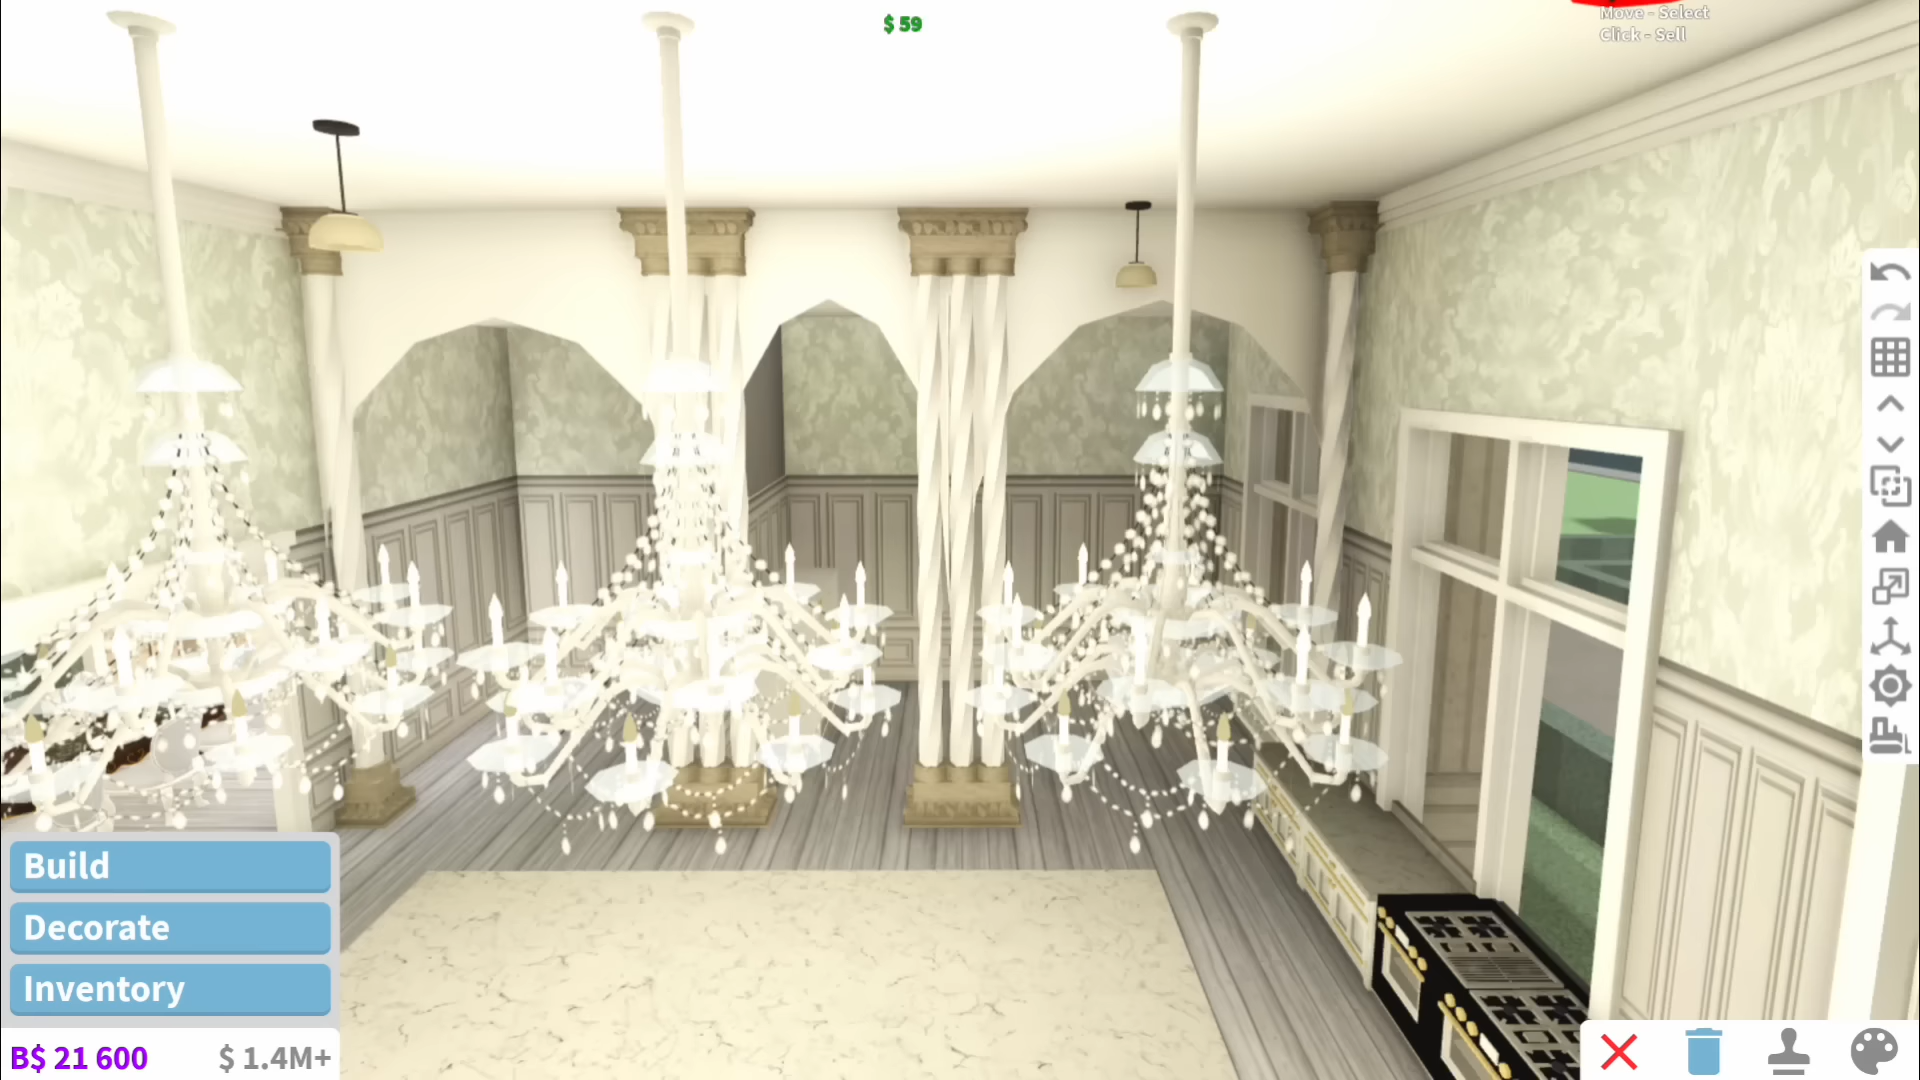 $ 59
Move - Select
Click - Sell
Build
Decorate
Inventory
B$ 21 600
$ 1.4M+